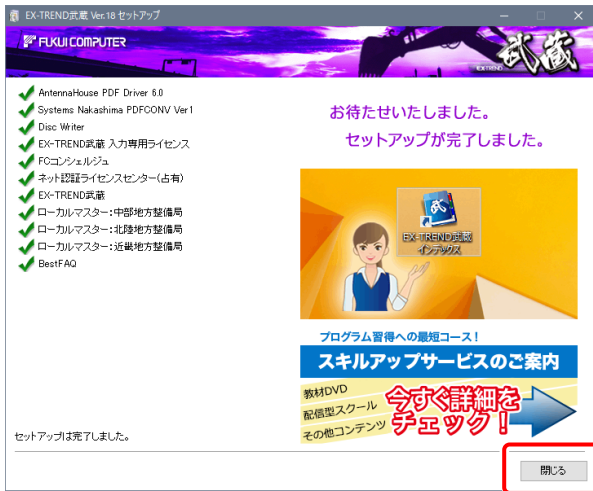 EX-TREND武蔵 Ver.18 セットアップ
FUKUI COMPUTER
EX-TREND 武蔵
AntennaHouse PDF Driver 6.0
Systems Nakashima PDFCONV Ver1
Disc Writer
EX-TREND武蔵 入力専用ライセンス
FCコンシェルジュ
ネット認証ライセンスセンター(占有)
EX-TREND武蔵
ローカルマスター:中部地方整備局
ローカルマスター:北陸地方整備局
ローカルマスター:近畿地方整備局
BestFAQ
お待たせいたしました。
セットアップが完了しました。
EX-TREND武蔵
インデックス
プログラム習得への最短コース!
スキルアップサービスのご案内
教材DVD
配信型スクール
その他コンテンツ
今すぐ詳細を
チェック!
セットアップは完了しました。
閉じる